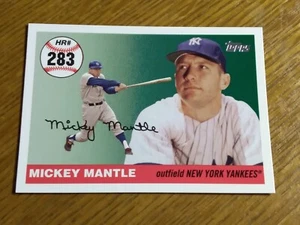 HR#
283
Topps
Mickey Mantle
MICKEY MANTLE
outfield NEW YORK YANKEES